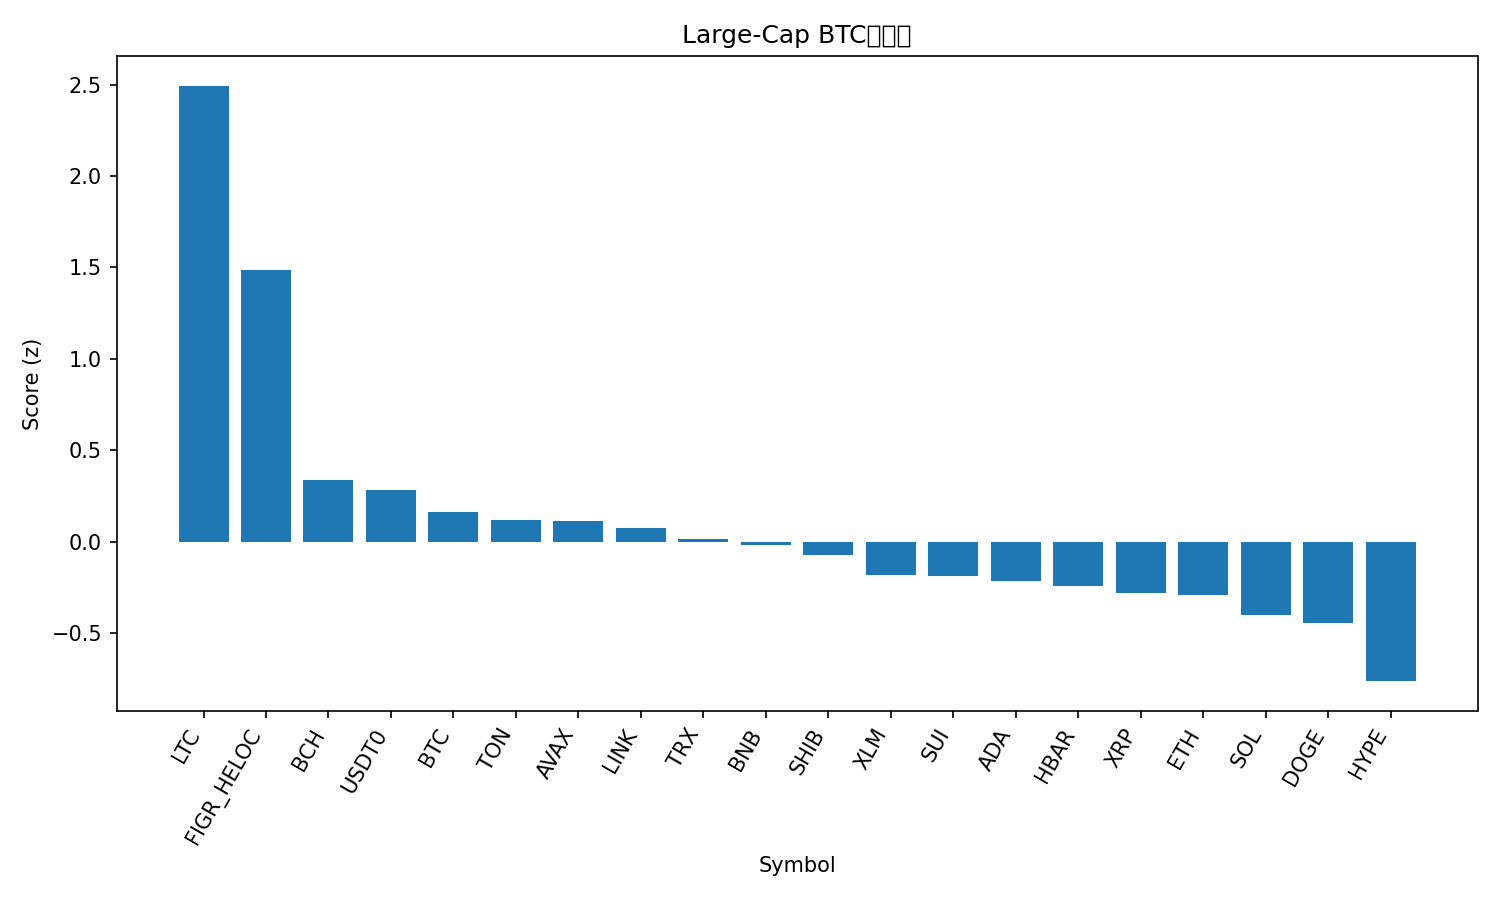 Large-Cap BTC
Score (z)
2.5
2.0
1.5
1.0
0.5
0.0
−0.5
LTC
FIGR_HELOC
BCH
USDT0
BTC
TON
AVAX
LINK
TRX
BNB
SHIB
XLM
SUI
ADA
HBAR
XRP
ETH
SOL
DOGE
HYPE
Symbol